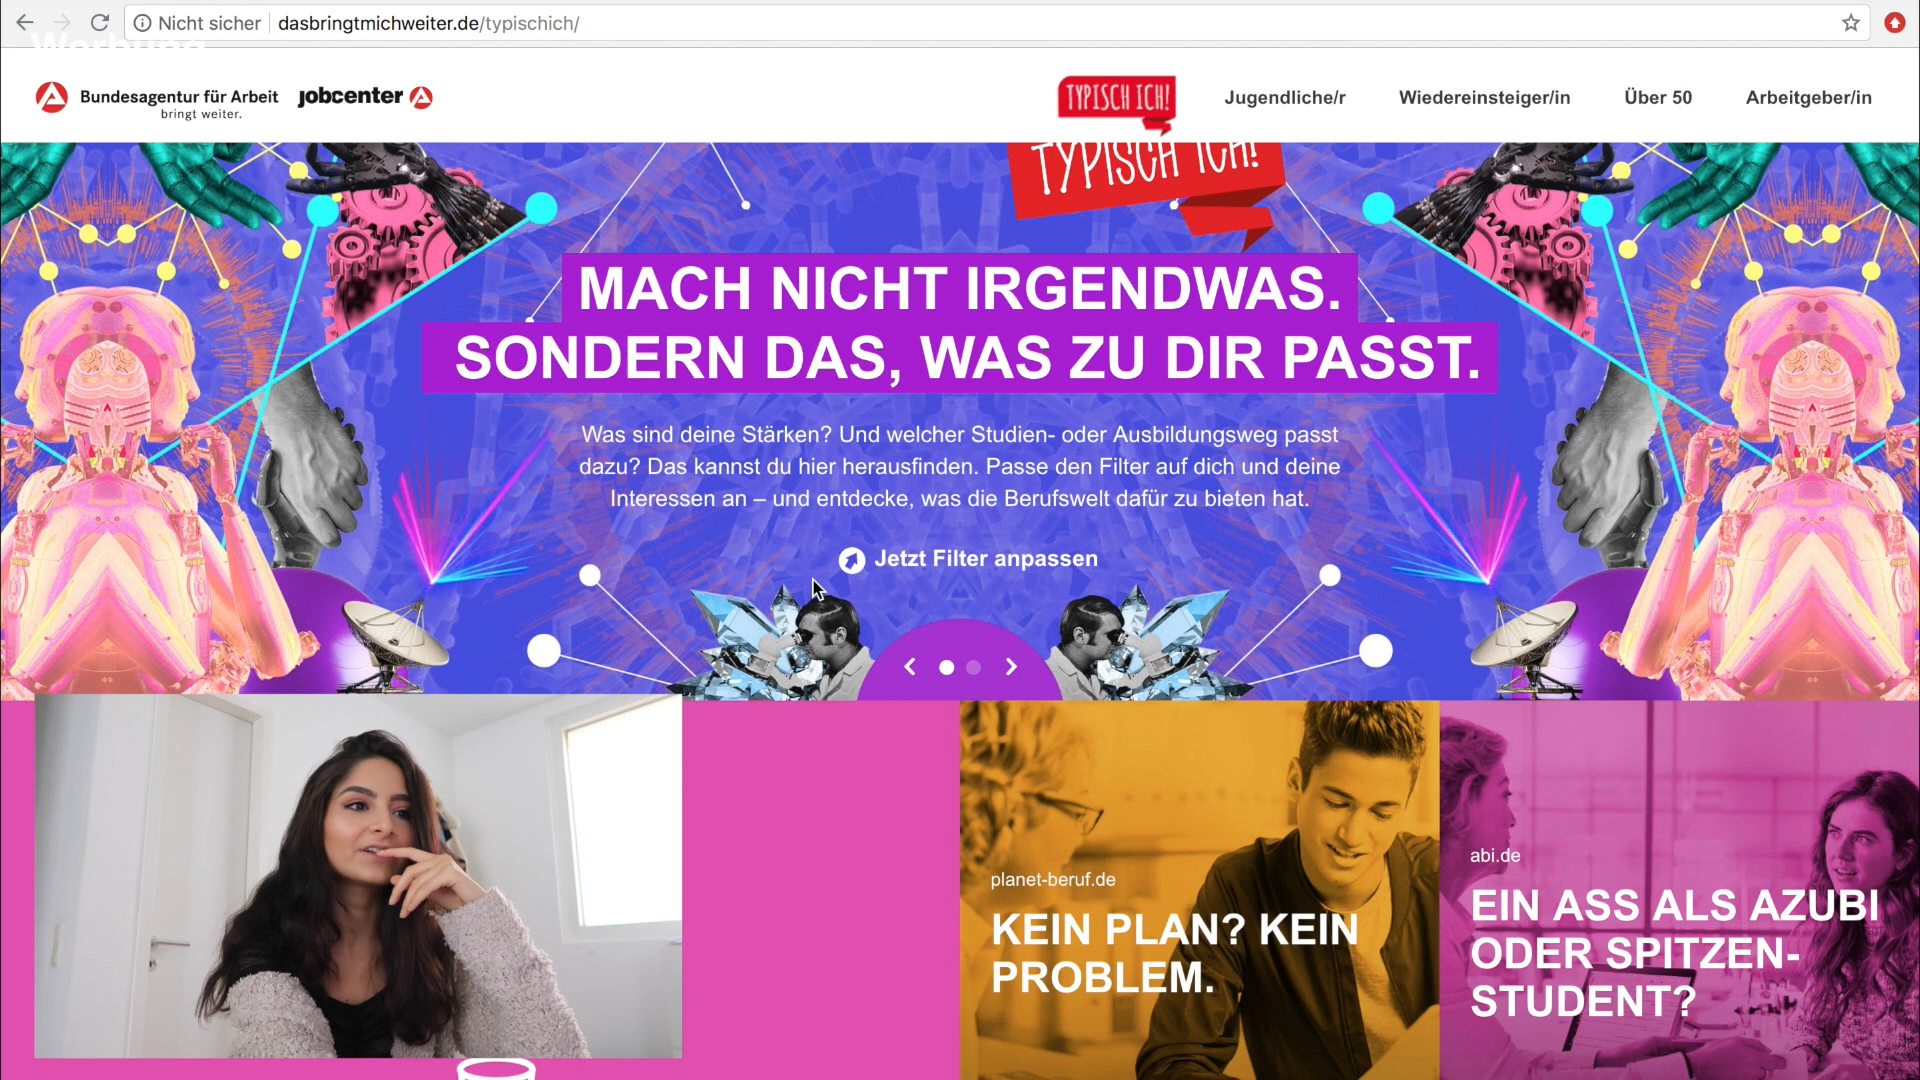 Nicht sicher
dasbringtmichweiter.de/typischich/
Werbung
Bundesagentur für Arbeit
bringt weiter.
jobcenter
TYPISCH ICH!
Jugendliche/r
Wiedereinsteiger/in
Über 50
Arbeitgeber/in
TYPISCH ICH!
MACH NICHT IRGENDWAS.
SONDERN DAS, WAS ZU DIR PASST.
Was sind deine Stärken? Und welcher Studien- oder Ausbildungsweg passt
dazu? Das kannst du hier herausfinden. Passe den Filter auf dich und deine
Interessen an – und entdecke, was die Berufswelt dafür zu bieten hat.
Jetzt Filter anpassen
planet-beruf.de
KEIN PLAN? KEIN
PROBLEM.
abi.de
EIN ASS ALS AZUBI
ODER SPITZEN-
STUDENT?